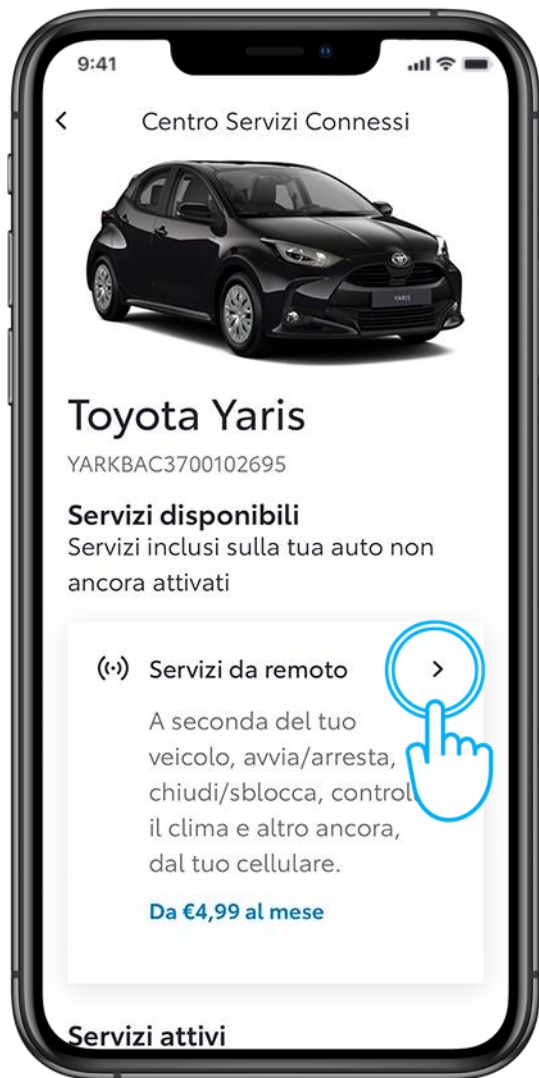 9:41
Centro Servizi Connessi
YARIS
Toyota Yaris
YARKBAC3700102695
Servizi disponibili
Servizi inclusi sulla tua auto non
ancora attivati
Servizi da remoto
A seconda del tuo
veicolo, avvia/arresta,
chiudi/sblocca, control
il clima e altro ancora,
dal tuo cellulare.
Da €4,99 al mese
Servizi attivi